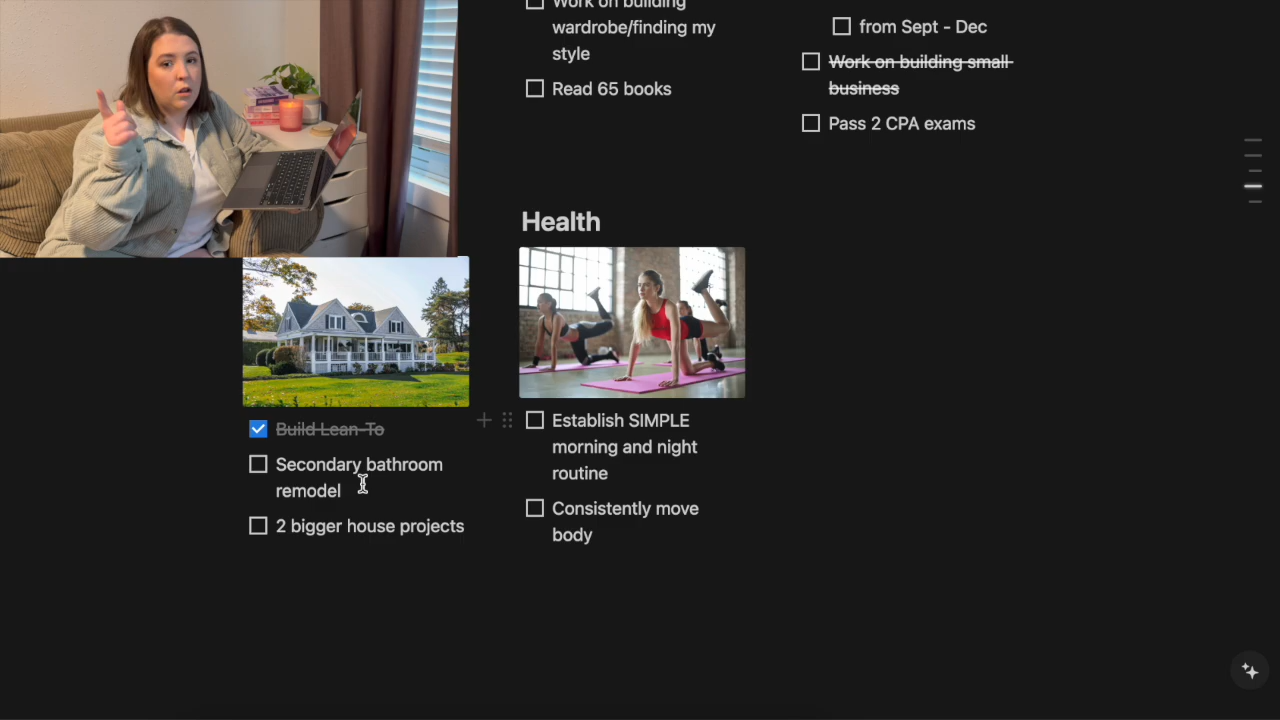 Work on building
wardrobe/finding my
style
Read 65 books
from Sept - Dec
Work on building small
business
Pass 2 CPA exams
Build Lean-To
Secondary bathroom
remodel
2 bigger house projects
Health
Establish SIMPLE
morning and night
routine
Consistently move
body